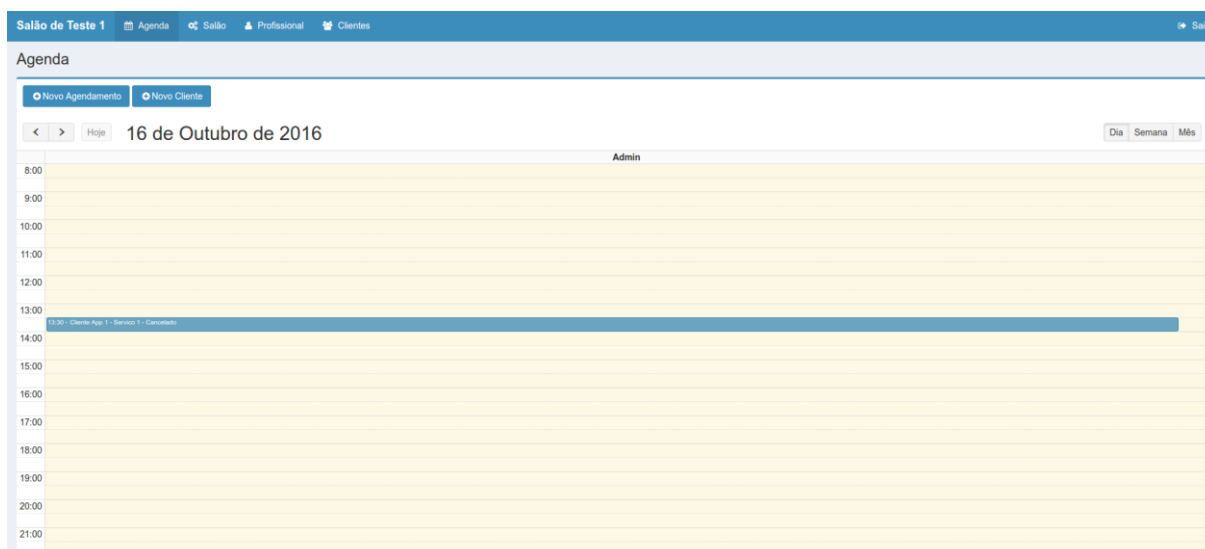 Salão de Teste 1 Agenda Salão Profissional Clientes
Agenda
Novo Agendamento Novo Cliente
Hoje 16 de Outubro de 2016 Dia Semana Mês
Admin
8:00
9:00
10:00
11:00
12:00
13:00
13:30 - Cliente App 1 - Servico 1 - Cancelado
14:00
15:00
16:00
17:00
18:00
19:00
20:00
21:00